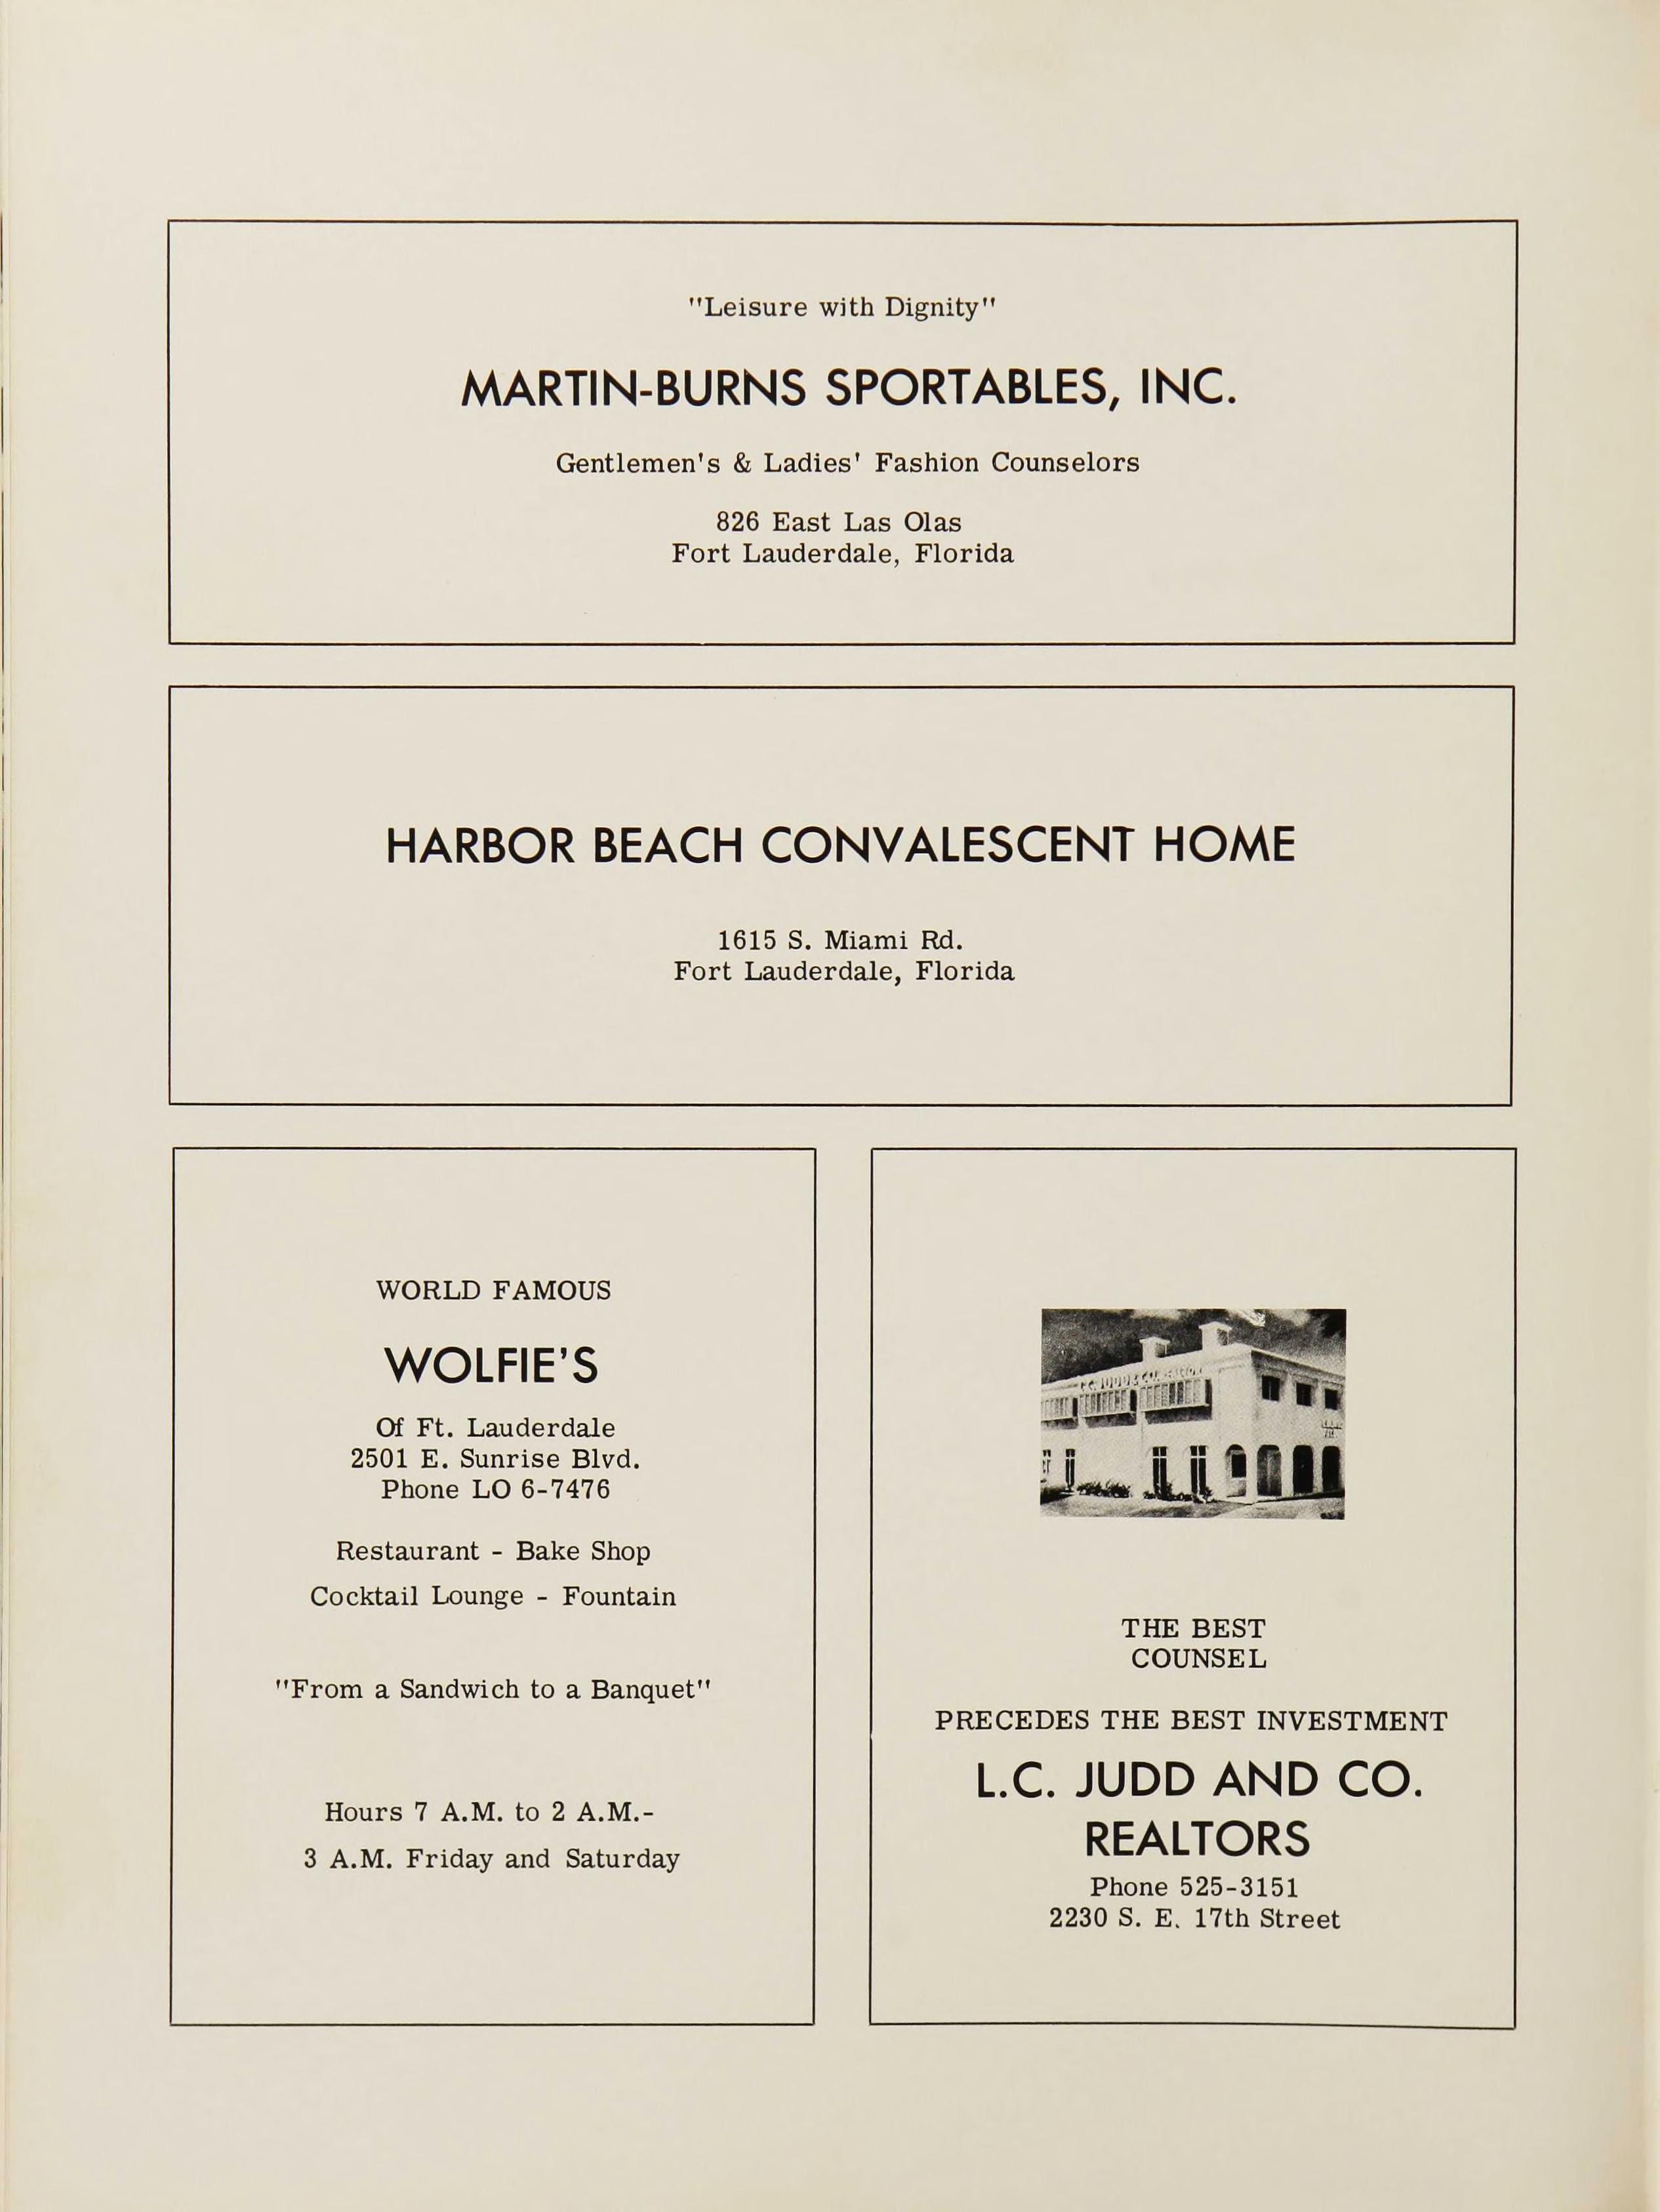 "Leisure with Dignity"
MARTIN-BURNS SPORTABLES, INC.
Gentlemen's & Ladies' Fashion Counselors
826 East Las Olas
Fort Lauderdale, Florida
HARBOR BEACH CONVALESCENT HOME
1615 S. Miami Rd.
Fort Lauderdale, Florida
WORLD FAMOUS
WOLFIE'S
Of Ft. Lauderdale
2501 E. Sunrise Blvd.
Phone LO 6-7476
Restaurant - Bake Shop
Cocktail Lounge - Fountain
"From a Sandwich to a Banquet"
Hours 7 A.M. to 2 A.M.-
3 A.M. Friday and Saturday
L.C. JUDD & CO.
THE BEST
COUNSEL
PRECEDES THE BEST INVESTMENT
L.C. JUDD AND CO.
REALTORS
Phone 525-3151
2230 S. E. 17th Street